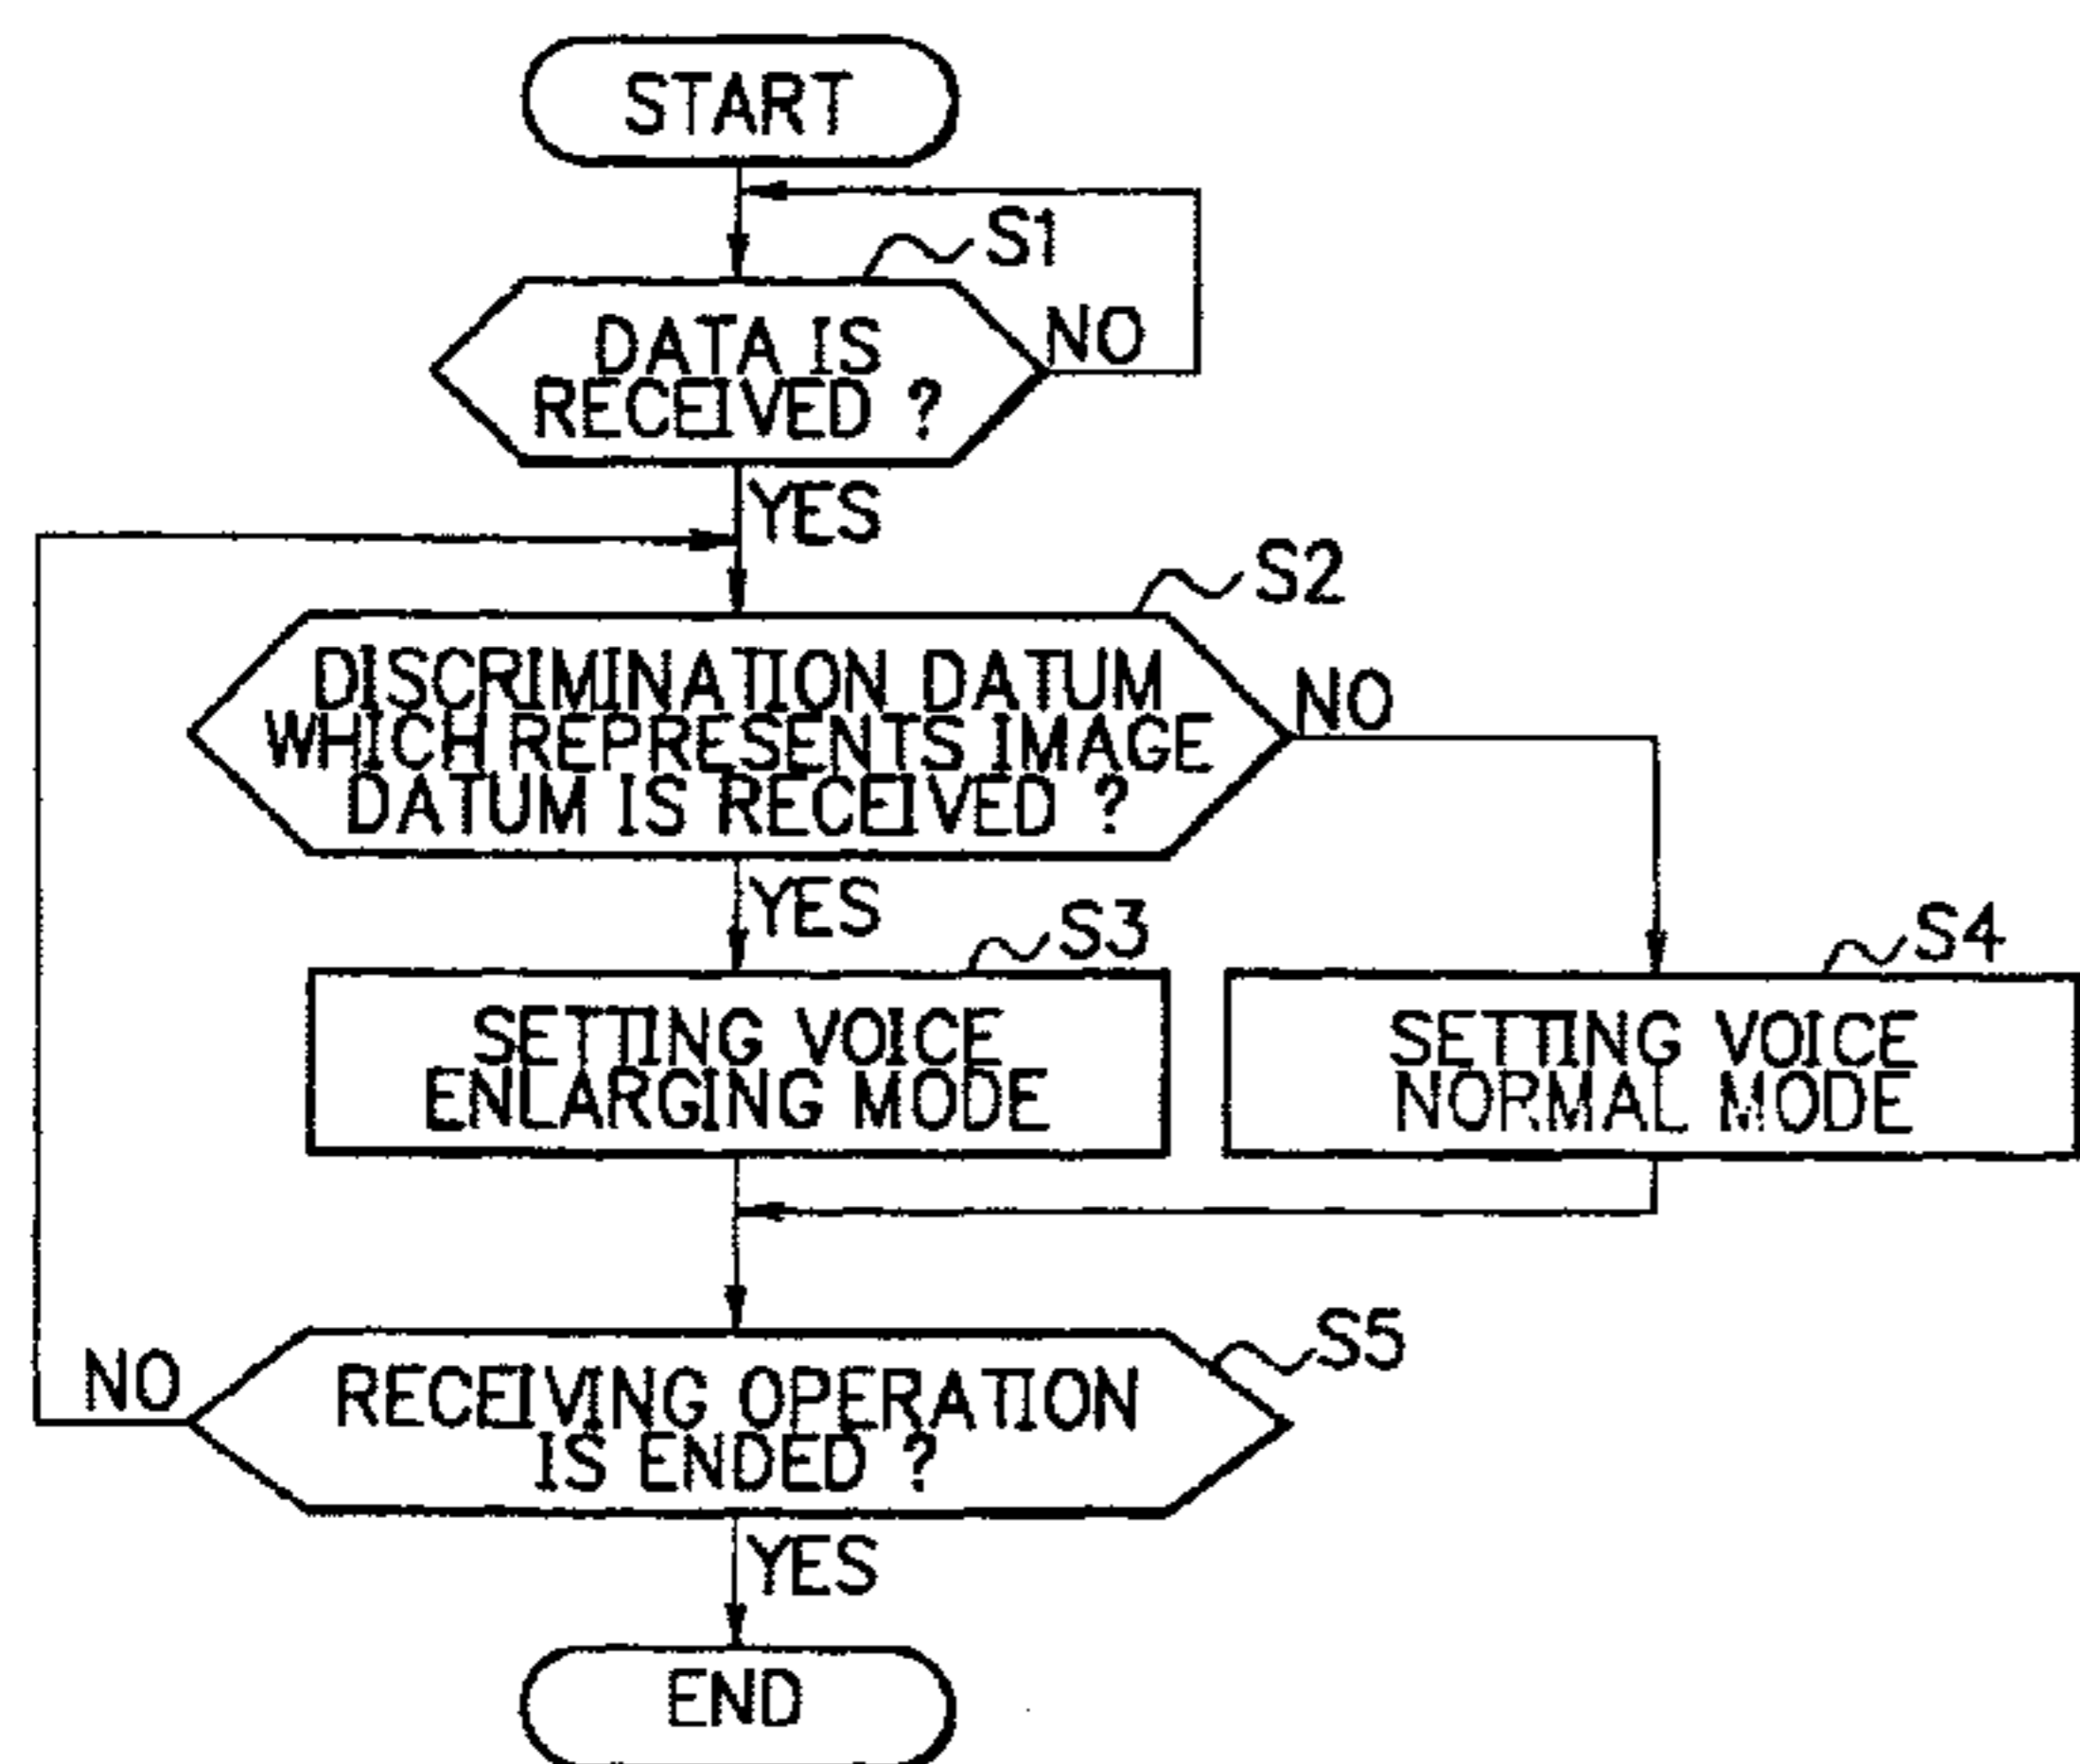 START
S1
DATA IS
RECEIVED ?
NO
YES
S2
DISCRIMINATION DATUM
WHICH REPRESENTS IMAGE
DATUM IS RECEIVED ?
NO
YES
S3
SETTING VOICE
ENLARGING MODE
S4
SETTING VOICE
NORMAL MODE
S5
RECEIVING OPERATION
IS ENDED ?
NO
YES
END